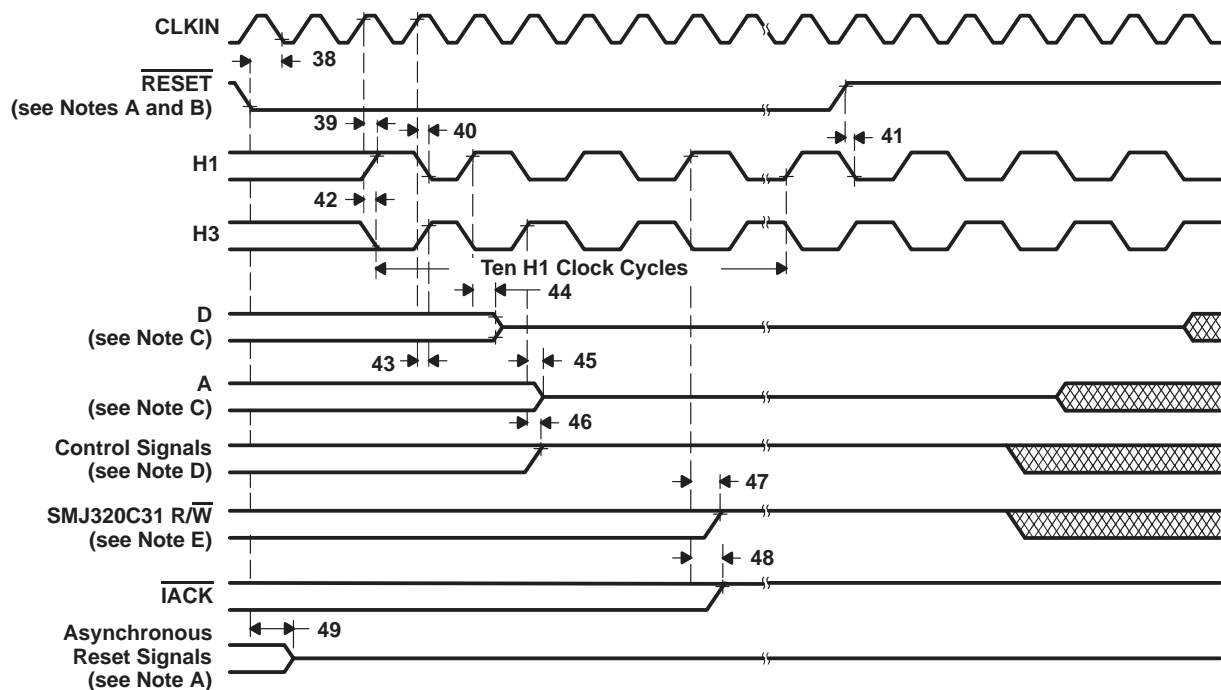 CLKIN
38
RESET
(see Notes A and B)
39
40
41
H1
42
H3
Ten H1 Clock Cycles
44
D
(see Note C)
43
45
A
(see Note C)
46
Control Signals
(see Note D)
47
SMJ320C31 R/W
(see Note E)
48
IACK
49
Asynchronous
Reset Signals
(see Note A)